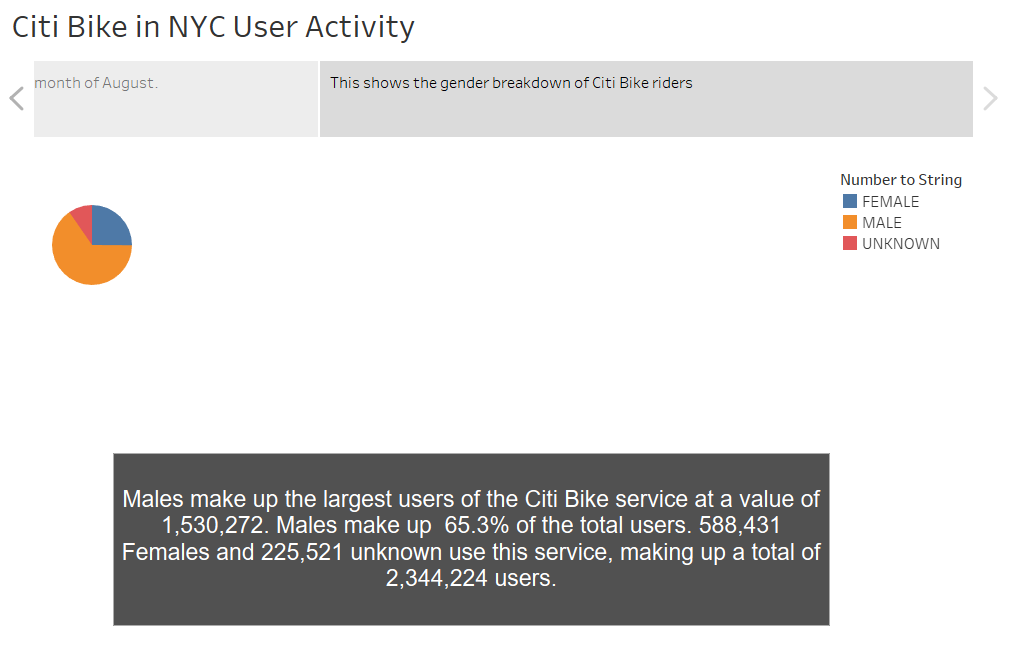 Citi Bike in NYC User Activity
month of August.
This shows the gender breakdown of Citi Bike riders
Number to String
FEMALE
MALE
UNKNOWN
Males make up the largest users of the Citi Bike service at a value of
1,530,272. Males make up  65.3% of the total users. 588,431
Females and 225,521 unknown use this service, making up a total of
2,344,224 users.